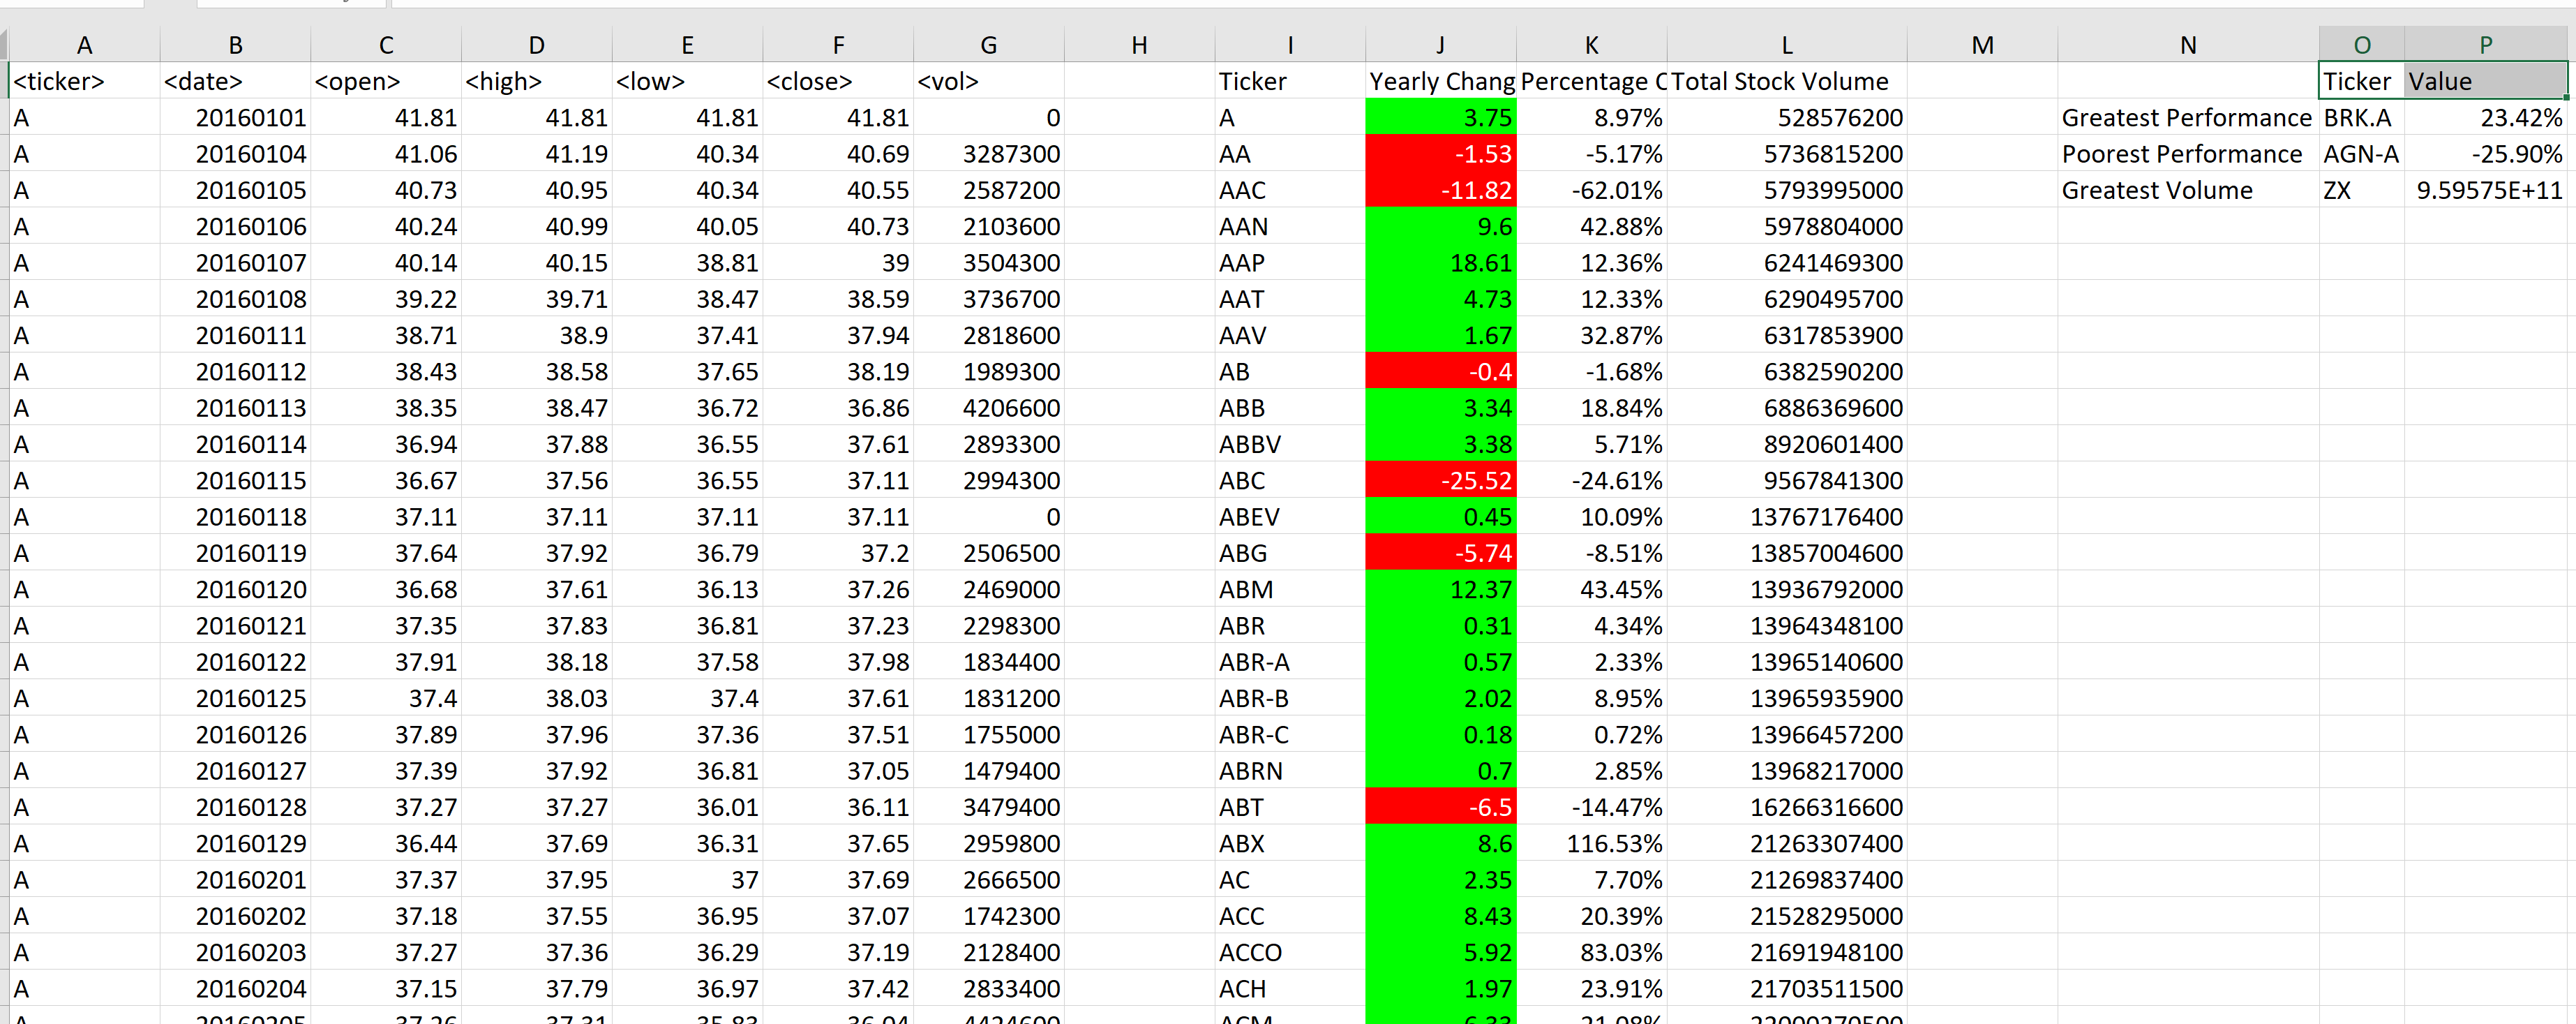 A B C D E F G H I J K L M N O P
<ticker> <date> <open> <high> <low> <close> <vol> Ticker Yearly Chang Percentage C Total Stock Volume Ticker Value
A 20160101 41.81 41.81 41.81 41.81 0 A 3.75 8.97% 528576200 Greatest Performance BRK.A 23.42%
A 20160104 41.06 41.19 40.34 40.69 3287300 AA -1.53 -5.17% 5736815200 Poorest Performance AGN-A -25.90%
A 20160105 40.73 40.95 40.34 40.55 2587200 AAC -11.82 -62.01% 5793995000 Greatest Volume ZX 9.59575E+11
A 20160106 40.24 40.99 40.05 40.73 2103600 AAN 9.6 42.88% 5978804000
A 20160107 40.14 40.15 38.81 39 3504300 AAP 18.61 12.36% 6241469300
A 20160108 39.22 39.71 38.47 38.59 3736700 AAT 4.73 12.33% 6290495700
A 20160111 38.71 38.9 37.41 37.94 2818600 AAV 1.67 32.87% 6317853900
A 20160112 38.43 38.58 37.65 38.19 1989300 AB -0.4 -1.68% 6382590200
A 20160113 38.35 38.47 36.72 36.86 4206600 ABB 3.34 18.84% 6886369600
A 20160114 36.94 37.88 36.55 37.61 2893300 ABBV 3.38 5.71% 8920601400
A 20160115 36.67 37.56 36.55 37.11 2994300 ABC -25.52 -24.61% 9567841300
A 20160118 37.11 37.11 37.11 37.11 0 ABEV 0.45 10.09% 13767176400
A 20160119 37.64 37.92 36.79 37.2 2506500 ABG -5.74 -8.51% 13857004600
A 20160120 36.68 37.61 36.13 37.26 2469000 ABM 12.37 43.45% 13936792000
A 20160121 37.35 37.83 36.81 37.23 2298300 ABR 0.31 4.34% 13964348100
A 20160122 37.91 38.18 37.58 37.98 1834400 ABR-A 0.57 2.33% 13965140600
A 20160125 37.4 38.03 37.4 37.61 1831200 ABR-B 2.02 8.95% 13965935900
A 20160126 37.89 37.96 37.36 37.51 1755000 ABR-C 0.18 0.72% 13966457200
A 20160127 37.39 37.92 36.81 37.05 1479400 ABRN 0.7 2.85% 13968217000
A 20160128 37.27 37.27 36.01 36.11 3479400 ABT -6.5 -14.47% 16266316600
A 20160129 36.44 37.69 36.31 37.65 2959800 ABX 8.6 116.53% 21263307400
A 20160201 37.37 37.95 37 37.69 2666500 AC 2.35 7.70% 21269837400
A 20160202 37.18 37.55 36.95 37.07 1742300 ACC 8.43 20.39% 21528295000
A 20160203 37.27 37.36 36.29 37.19 2128400 ACCO 5.92 83.03% 21691948100
A 20160204 37.15 37.79 36.97 37.42 2833400 ACH 1.97 23.91% 21703511500